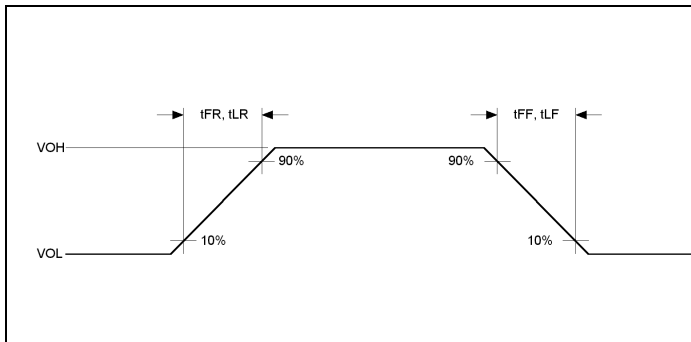 tFR, tLR
tFF, tLF
VOH
90%
90%
10%
10%
VOL